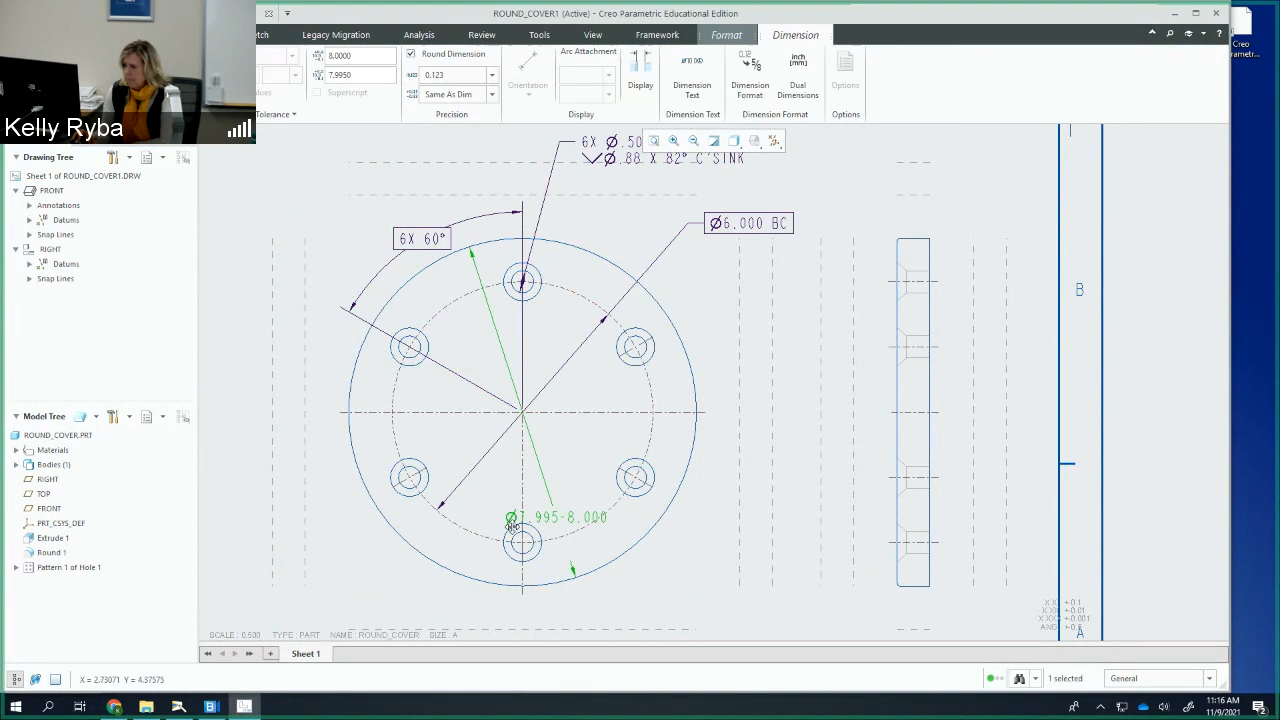 ROUND_COVER1 (Active) - Creo Parametric Educational Edition
etch Legacy Migration Analysis Review Tools View Framework Format Dimension
8.0000
7.9950
Superscript
Round Dimension
0.123
Same As Dim
Arc Attachment
Orientation
Display
Dimension Text
Dimension Format
Dual Dimensions
Options
Tolerance
Precision Display Dimension Text Dimension Format Options
Kelly Ryba
Creo
Drawing Tree
Sheet 1 of ROUND_COVER1.DRW
FRONT
Annotations
Datums
Snap Lines
RIGHT
Datums
Snap Lines
Model Tree
ROUND_COVER.PRT
Materials
Bodies (1)
RIGHT
TOP
FRONT
PRT_CSYS_DEF
Extrude 1
Round 1
Pattern 1 of Hole 1
6X Ø.50
Ø.88 X 82° C'SINK
6X 60°
Ø6.000 BC
.995-8.000
B
A
SCALE : 0.500 TYPE : PART NAME : ROUND_COVER SIZE : A
Sheet 1
X = 2.73071 Y = 4.37575
1 selected
General
11:16 AM
11/9/2021